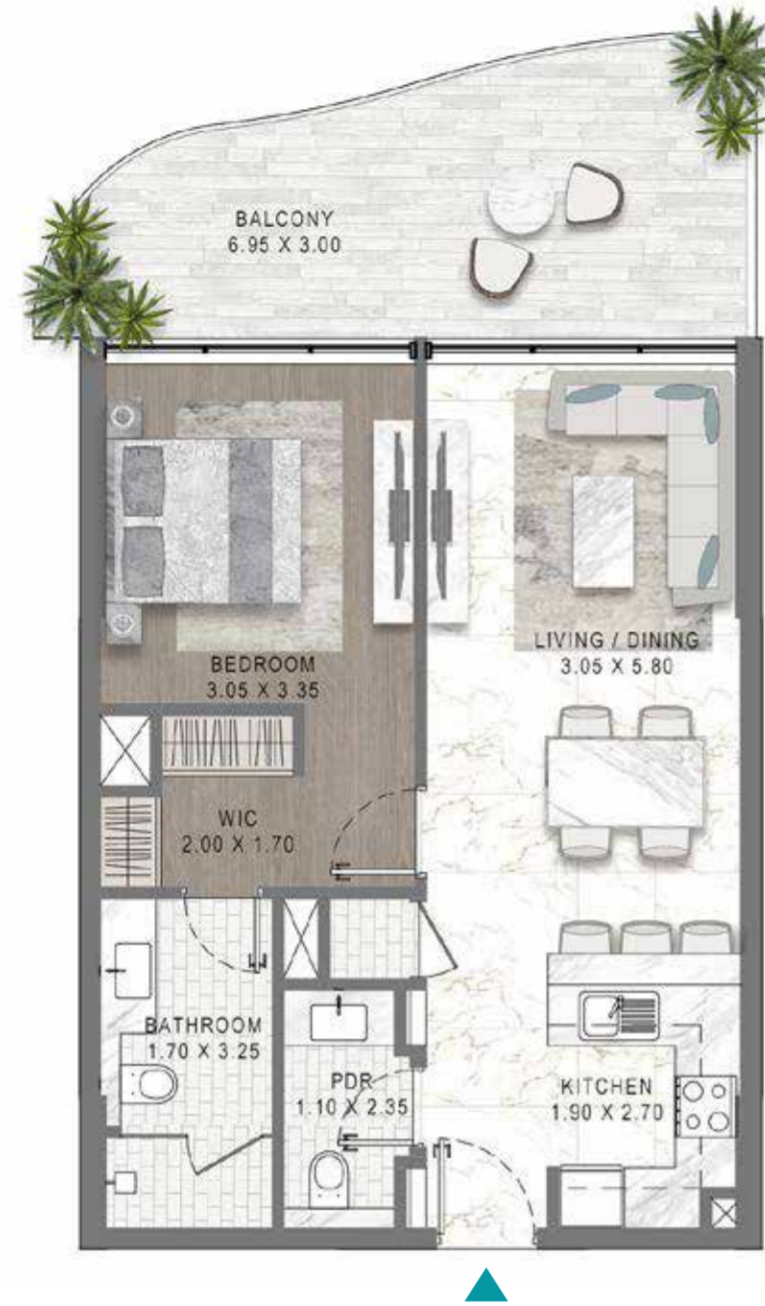 BALCONY
6.95 X 3.00
LIVING / DINING
3.05 X 5.80
BEDROOM
3.05 X 3.35
WIC
2.00 X 1.70
BATHROOM
1.70 X 3.25
PDR
1.10 X 2.35
KITCHEN
1.90 X 2.70